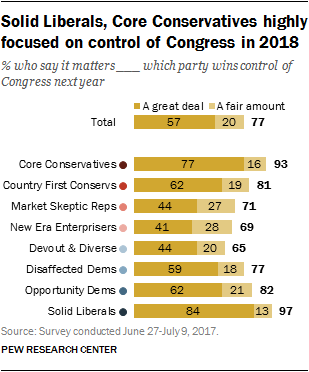 Solid Liberals, Core Conservatives highly
focused on control of Congress in 2018
% who say it matters ____ which party wins control of
Congress next year
A great deal A fair amount
Total 57 20 77
Core Conservatives 77 16 93
Country First Conservs 62 19 81
Market Skeptic Reps 44 27 71
New Era Enterprisers 41 28 69
Devout & Diverse 44 20 65
Disaffected Dems 59 18 77
Opportunity Dems 62 21 82
Solid Liberals 84 13 97
Source: Survey conducted June 27-July 9, 2017.
PEW RESEARCH CENTER